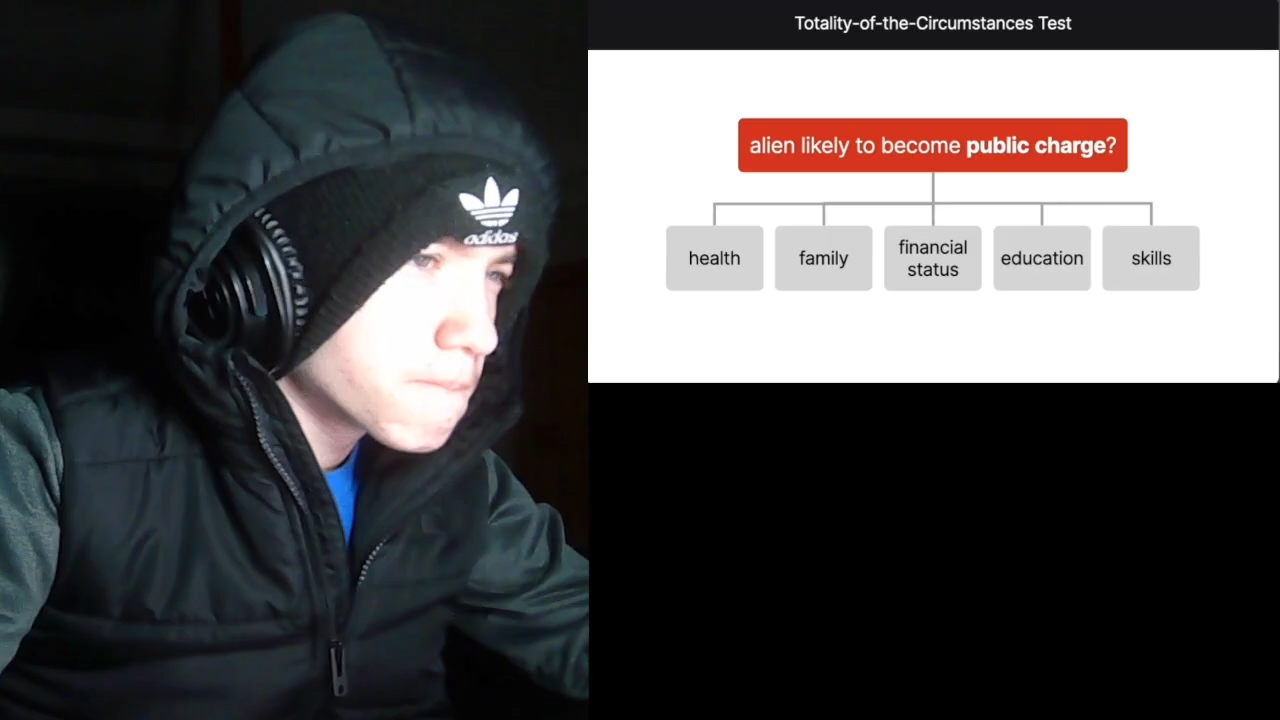 Totality-of-the-Circumstances Test
alien likely to become public charge?
health
family
financial
status
education
skills
adidas